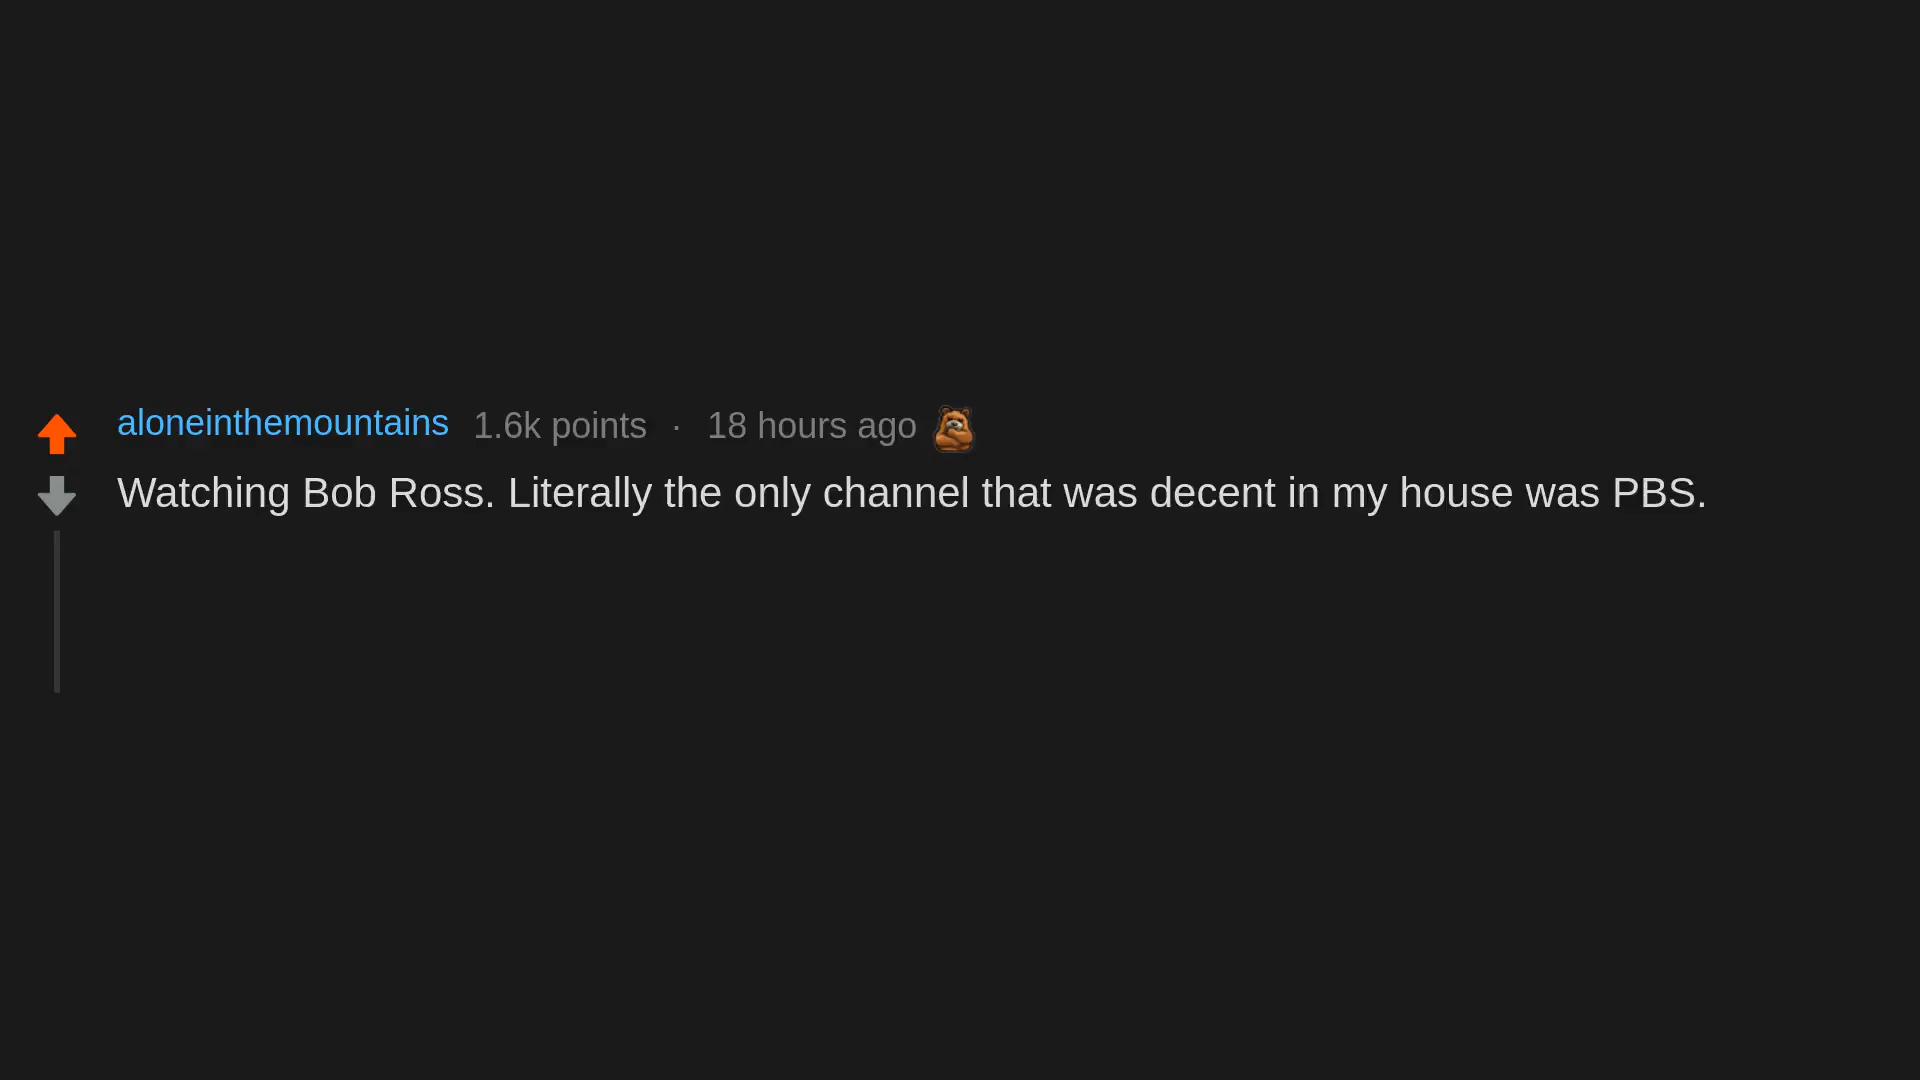 aloneinthemountains 1.6k points · 18 hours ago
Watching Bob Ross. Literally the only channel that was decent in my house was PBS.